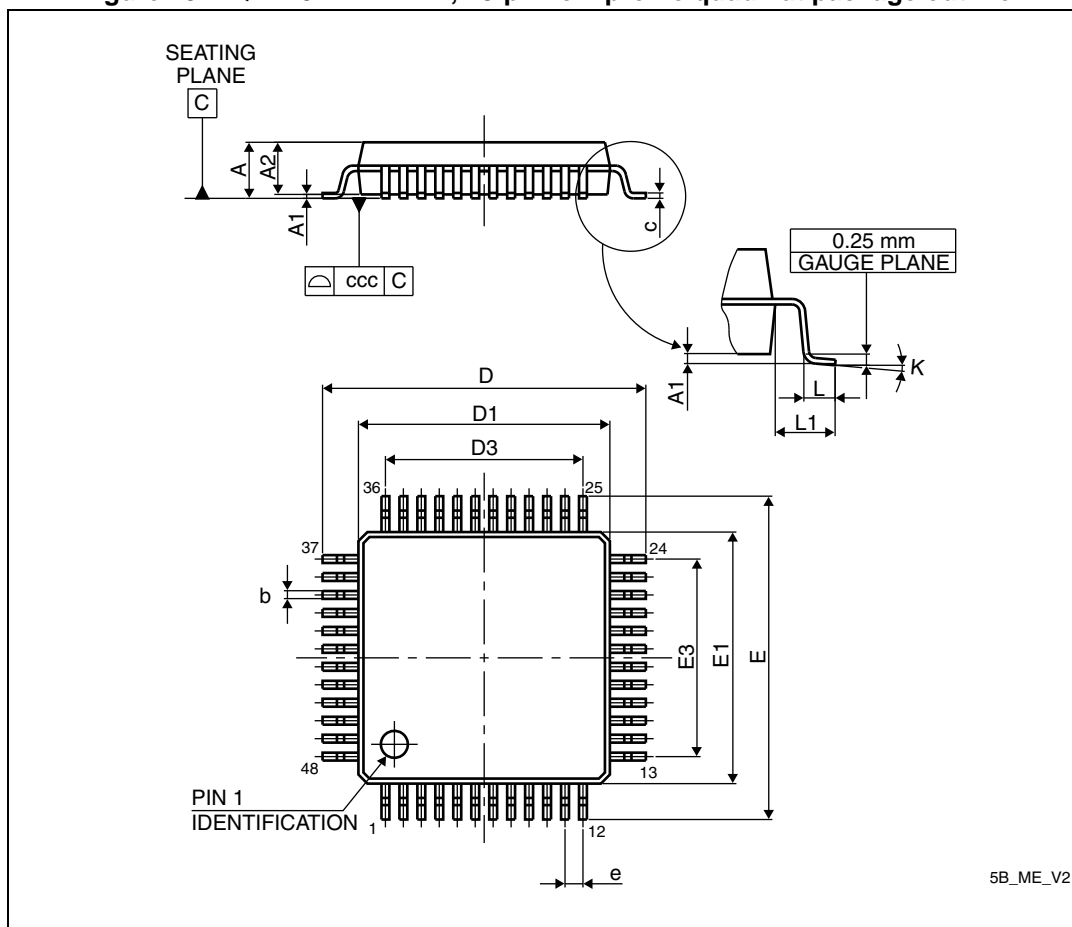 SEATING
PLANE
C
A
A2
A1
c
ccc C
0.25 mm
GAUGE PLANE
A1
K
L
L1
D
D1
D3
36
25
37
24
b
E3
E1
E
48
13
PIN 1
IDENTIFICATION
1
12
e
5B_ME_V2